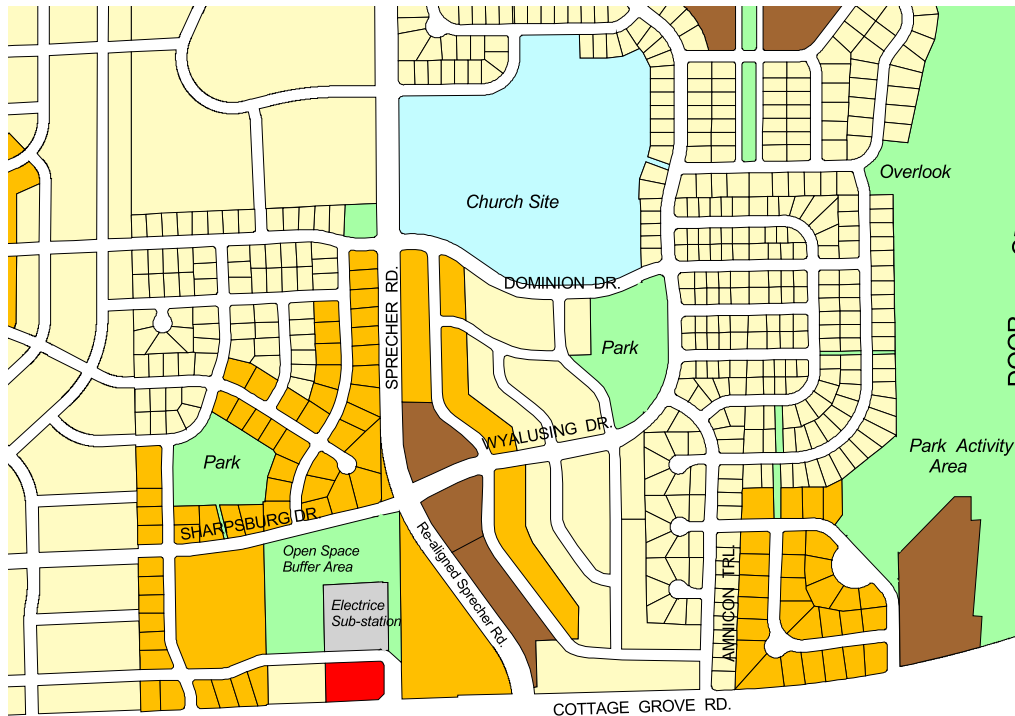 Overlook
Church Site
DOMINION DR.
SPRECHER RD.
Park
WYALUSING DR.
Park Activity
Area
Park
SHARPSBURG DR.
Open Space
Buffer Area
Re-aligned Sprecher Rd.
Electrice
Sub-station
AMNICON TRL.
COTTAGE GROVE RD.